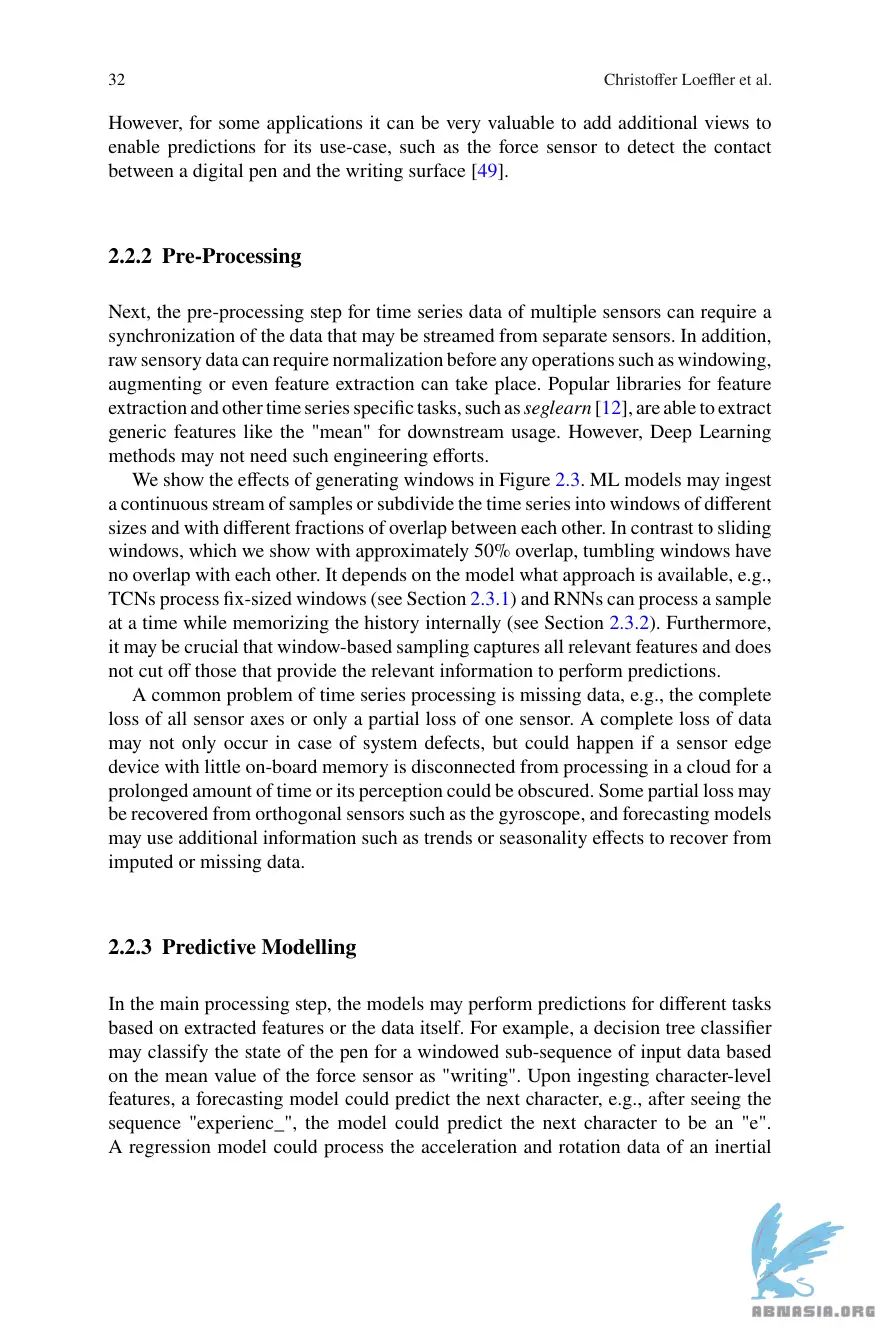 32
Christoffer Loeffler et al.
However, for some applications it can be very valuable to add additional views to
enable predictions for its use-case, such as the force sensor to detect the contact
between a digital pen and the writing surface [49].
2.2.2 Pre-Processing
Next, the pre-processing step for time series data of multiple sensors can require a
synchronization of the data that may be streamed from separate sensors. In addition,
raw sensory data can require normalization before any operations such as windowing,
augmenting or even feature extraction can take place. Popular libraries for feature
extraction and other time series specific tasks, such as seglearn [12], are able to extract
generic features like the "mean" for downstream usage. However, Deep Learning
methods may not need such engineering efforts.
We show the effects of generating windows in Figure 2.3. ML models may ingest
a continuous stream of samples or subdivide the time series into windows of different
sizes and with different fractions of overlap between each other. In contrast to sliding
windows, which we show with approximately 50% overlap, tumbling windows have
no overlap with each other. It depends on the model what approach is available, e.g.,
TCNs process fix-sized windows (see Section 2.3.1) and RNNs can process a sample
at a time while memorizing the history internally (see Section 2.3.2). Furthermore,
it may be crucial that window-based sampling captures all relevant features and does
not cut off those that provide the relevant information to perform predictions.
A common problem of time series processing is missing data, e.g., the complete
loss of all sensor axes or only a partial loss of one sensor. A complete loss of data
may not only occur in case of system defects, but could happen if a sensor edge
device with little on-board memory is disconnected from processing in a cloud for a
prolonged amount of time or its perception could be obscured. Some partial loss may
be recovered from orthogonal sensors such as the gyroscope, and forecasting models
may use additional information such as trends or seasonality effects to recover from
imputed or missing data.
2.2.3 Predictive Modelling
In the main processing step, the models may perform predictions for different tasks
based on extracted features or the data itself. For example, a decision tree classifier
may classify the state of the pen for a windowed sub-sequence of input data based
on the mean value of the force sensor as "writing". Upon ingesting character-level
features, a forecasting model could predict the next character, e.g., after seeing the
sequence "experienc_", the model could predict the next character to be an "e".
A regression model could process the acceleration and rotation data of an inertial
ABNASIA.ORG